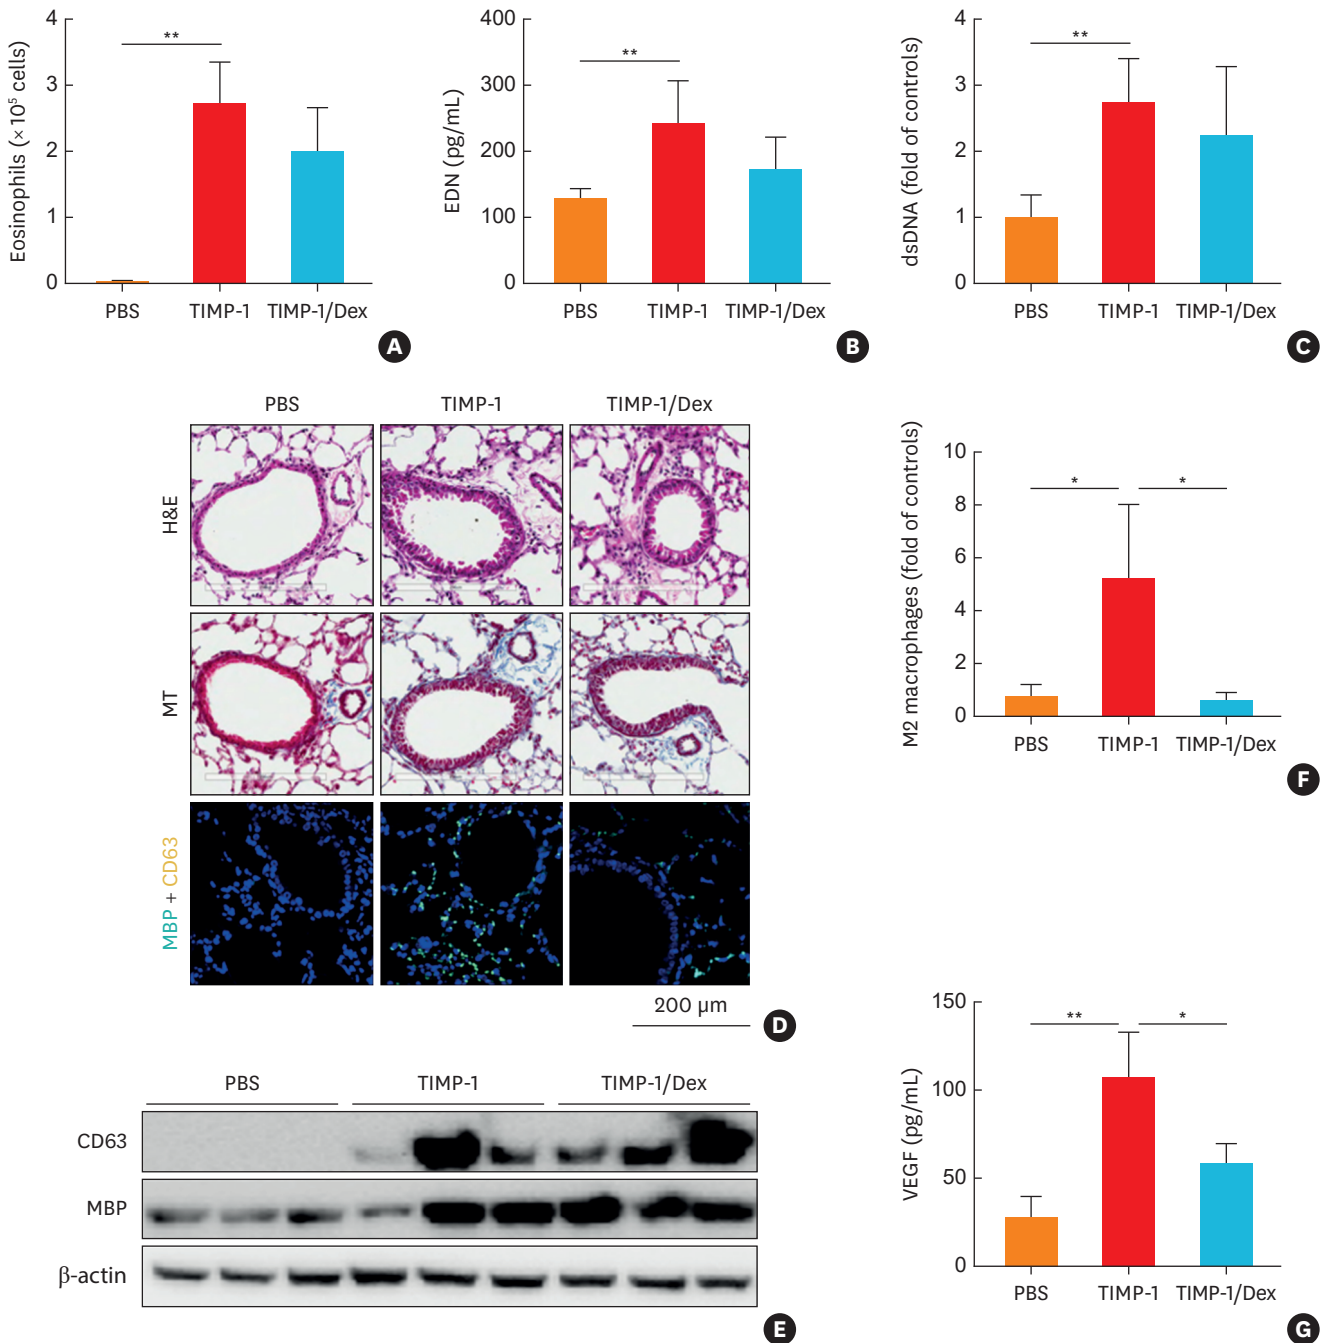 Eosinophils (× 10⁵ cells)
4
3
2
1
0
**
PBS TIMP-1 TIMP-1/Dex
A
EDN (pg/mL)
400
300
200
100
0
**
PBS TIMP-1 TIMP-1/Dex
B
dsDNA (fold of controls)
4
3
2
1
0
**
PBS TIMP-1 TIMP-1/Dex
C
PBS TIMP-1 TIMP-1/Dex
H&E
MT
MBP + CD63
200 μm
D
PBS TIMP-1 TIMP-1/Dex
CD63
MBP
β-actin
E
M2 macrophages (fold of controls)
10
8
6
4
2
0
* *
PBS TIMP-1 TIMP-1/Dex
F
VEGF (pg/mL)
150
100
50
0
** *
PBS TIMP-1 TIMP-1/Dex
G